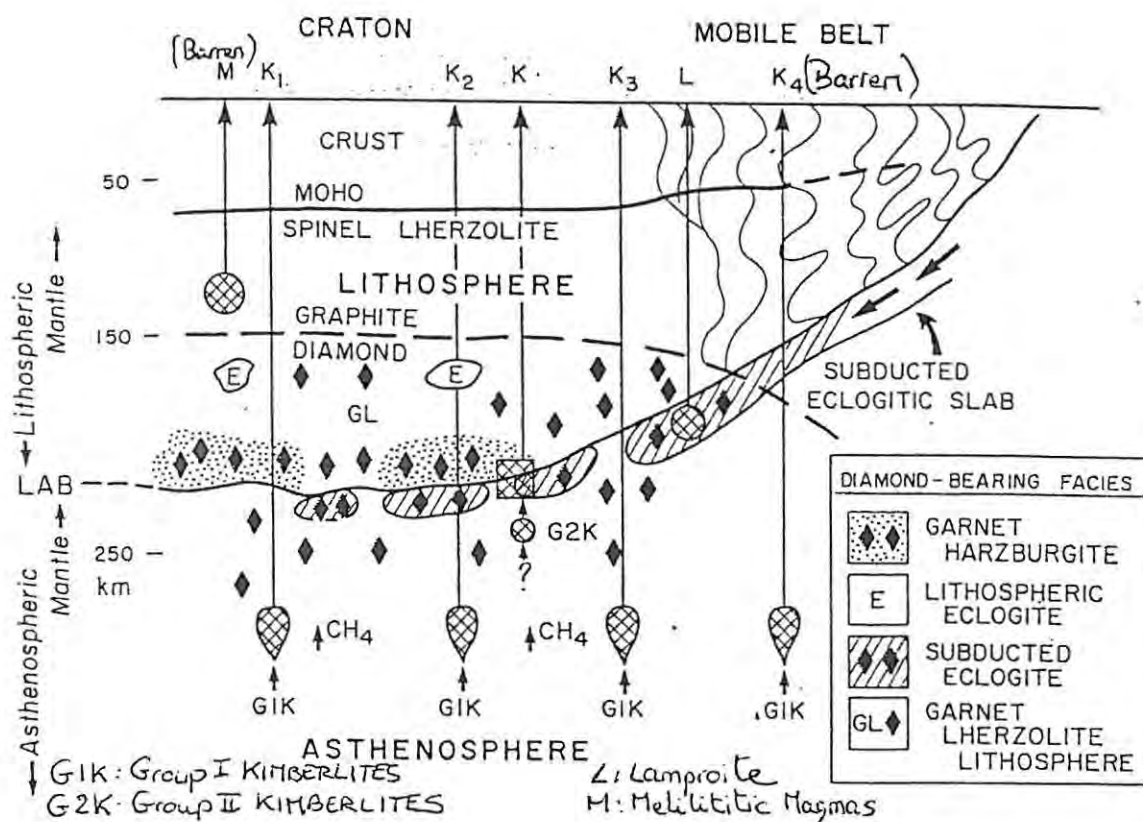 CRATON
MOBILE BELT
(Barren)
M K1 K2 K K3 L K4 (Barren)
CRUST
50
MOHO
SPINEL LHERZOLITE
LITHOSPHERE
GRAPHITE
150
DIAMOND
E E
GL
SUBDUCTED
ECLOGITIC SLAB
Lithospheric
Mantle
LAB
G2K
250
km
?
CH4 CH4
G1K G1K G1K G1K
Asthenospheric
Mantle
ASTHENOSPHERE
DIAMOND-BEARING FACIES
GARNET
HARZBURGITE
E LITHOSPHERIC
ECLOGITE
SUBDUCTED
ECLOGITE
GL GARNET
LHERZOLITE
LITHOSPHERE
G1K: Group I KIMBERLITES
G2K: Group II KIMBERLITES
L: Lamproite
M: Melilititic Magmas